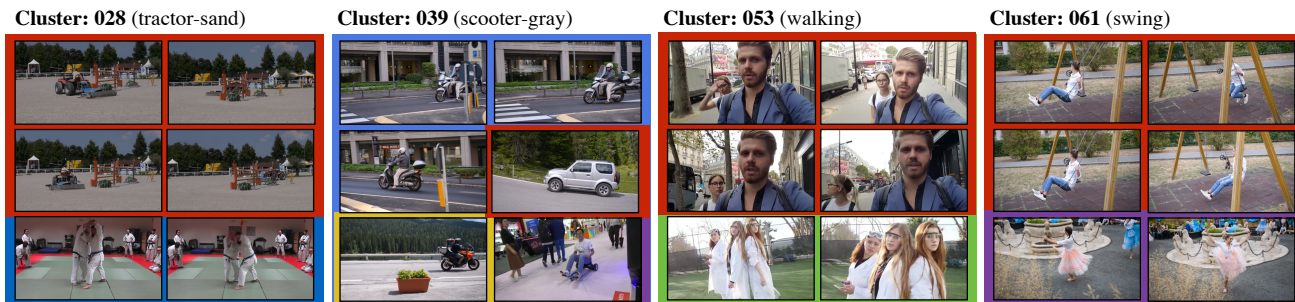 Cluster: 028 (tractor-sand)
Cluster: 039 (scooter-gray)
Cluster: 053 (walking)
Cluster: 061 (swing)